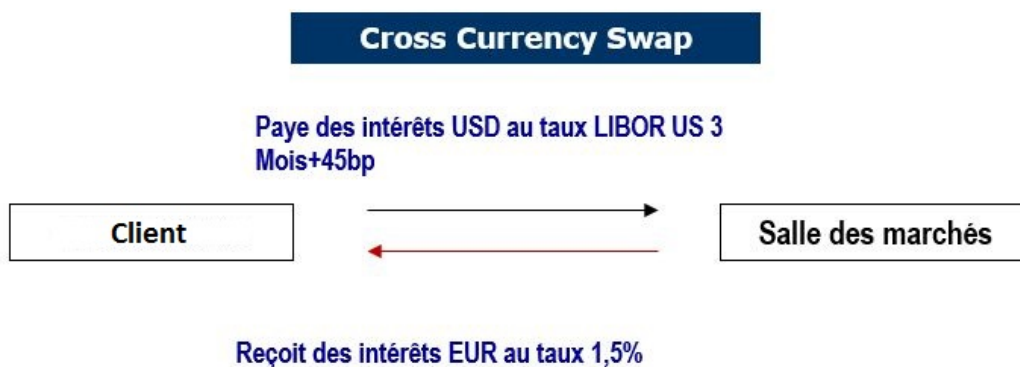 Cross Currency Swap
Paye des intérêts USD au taux LIBOR US 3
Mois+45bp
Client
Salle des marchés
Reçoit des intérêts EUR au taux 1,5%